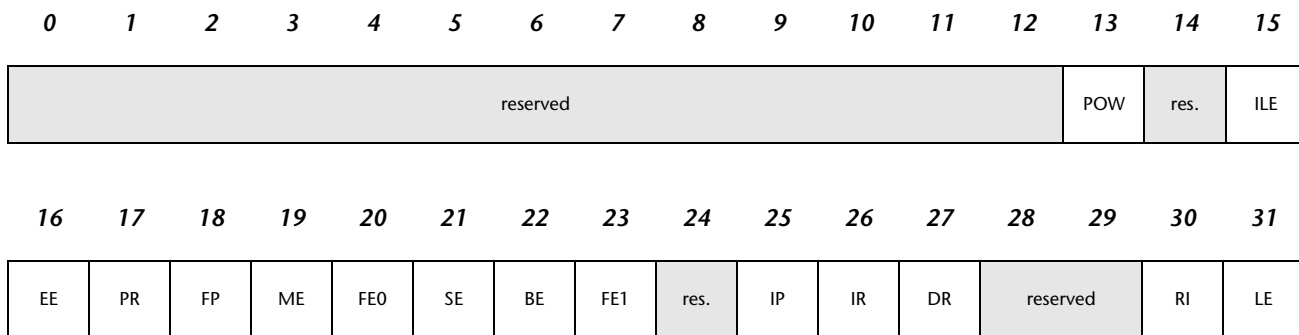 0 1 2 3 4 5 6 7 8 9 10 11 12 13 14 15
reserved POW res. ILE
16 17 18 19 20 21 22 23 24 25 26 27 28 29 30 31
EE PR FP ME FE0 SE BE FE1 res. IP IR DR reserved RI LE